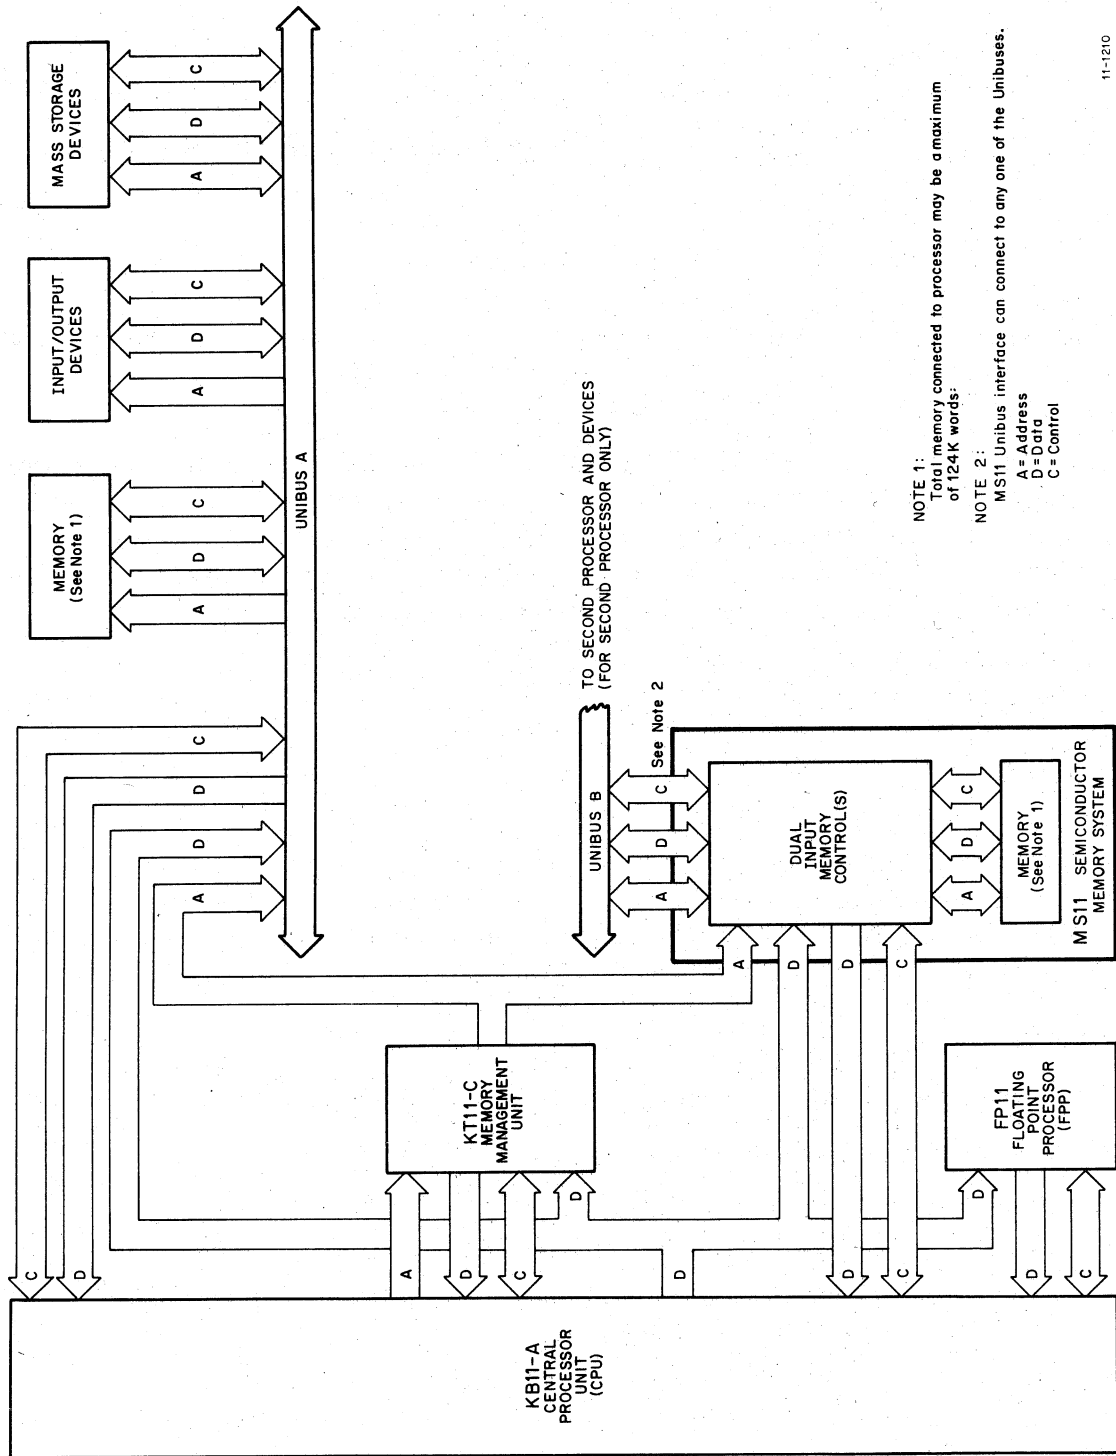 MASS STORAGE
DEVICES
A
D
C
INPUT/OUTPUT
DEVICES
A
D
C
MEMORY
(See Note 1)
A
D
C
UNIBUS A
C
D
D
A
C
D
KB11-A
CENTRAL
PROCESSOR
UNIT
(CPU)
A
D
C
D
KT11-C
MEMORY
MANAGEMENT
UNIT
D
D
C
D
C
D
FP11
FLOATING
POINT
PROCESSOR
(FPP)
A
D
D
C
TO SECOND PROCESSOR AND DEVICES
(FOR SECOND PROCESSOR ONLY)
UNIBUS B
See Note 2
A
D
C
DUAL
INPUT
MEMORY
CONTROL(S)
A
D
C
MEMORY
(See Note 1)
MS11 SEMICONDUCTOR
MEMORY SYSTEM
NOTE 1:
Total memory connected to processor may be a maximum
of 124K words.
NOTE 2:
MS11 Unibus interface can connect to any one of the Unibuses.
A = Address
D = Data
C = Control
11-1210